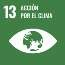 13 ACCIÓN
POR EL CLIMA